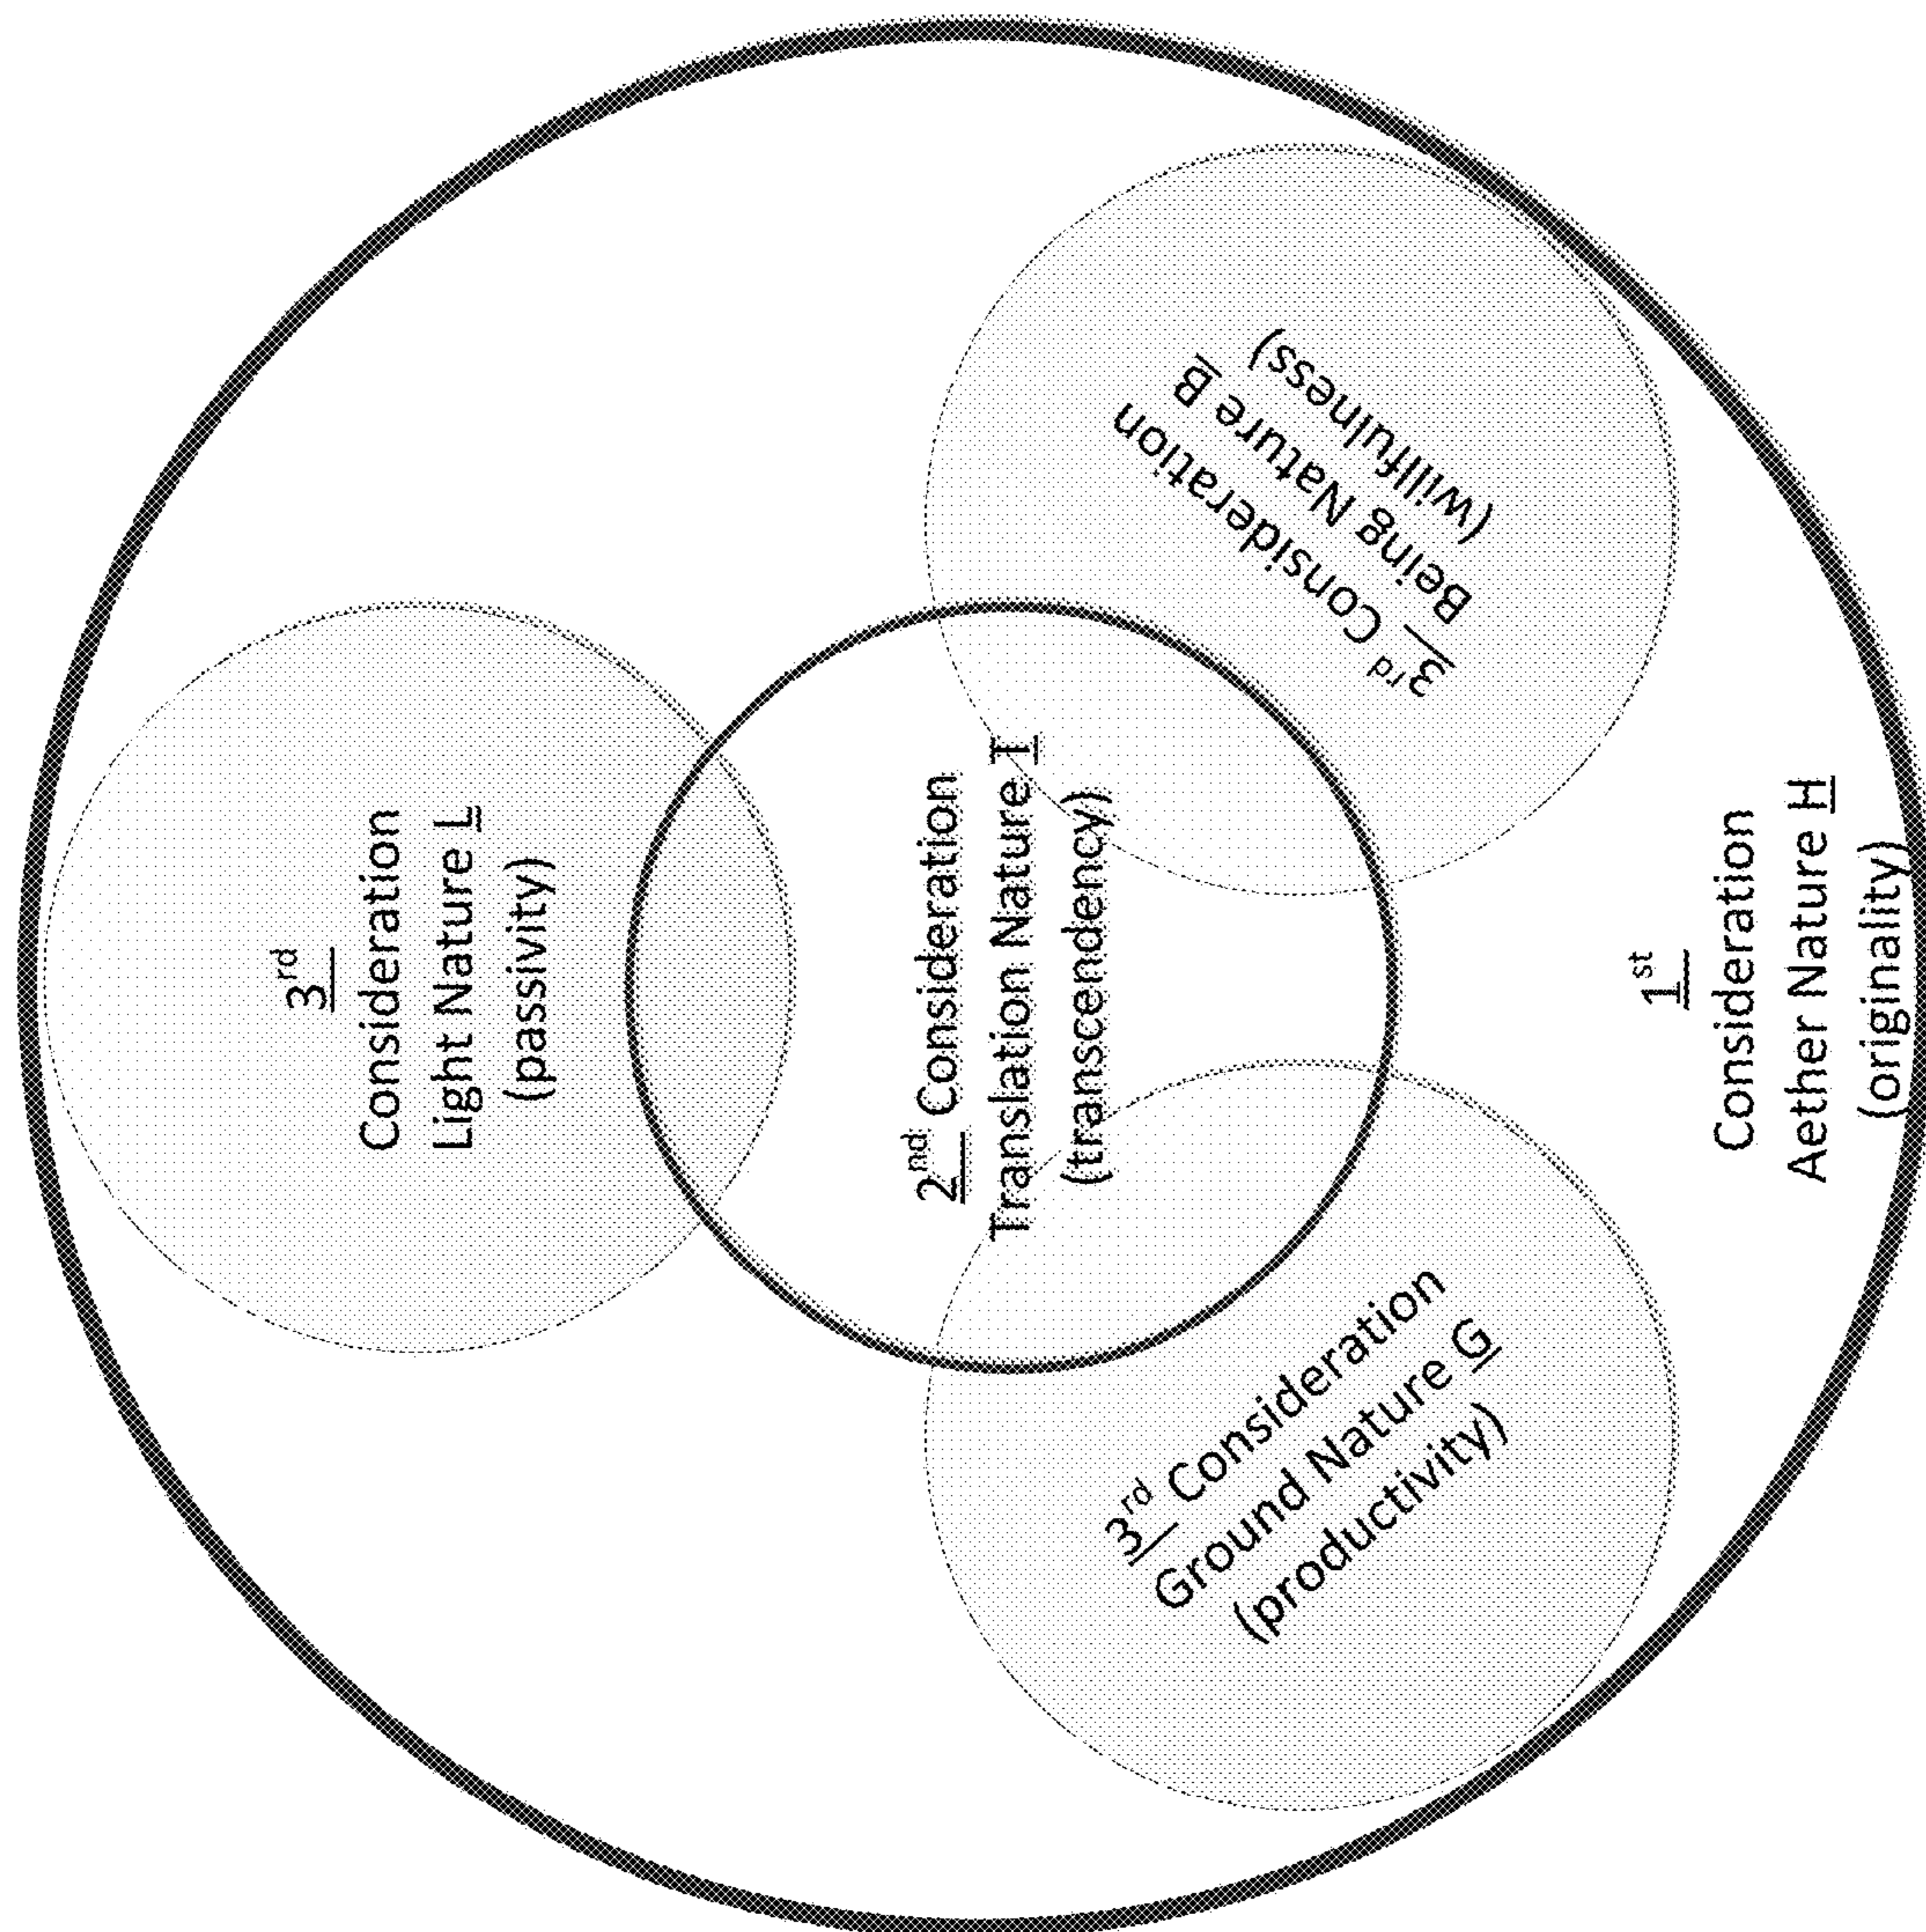 3rd
Consideration
Light Nature L
(passivity)
2nd Consideration
Translation Nature T
(transcendency)
3rd Consideration
Being Nature B
(willfulness)
3rd Consideration
Ground Nature G
(productivity)
1st
Consideration
Aether Nature H
(originality)